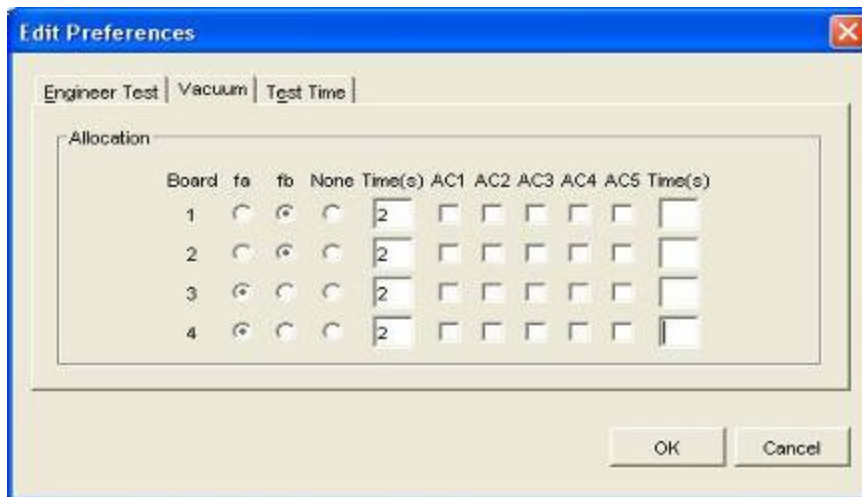 Edit Preferences
Engineer Test Vacuum Test Time
Allocation
Board fa fb None Time(s) AC1 AC2 AC3 AC4 AC5 Time(s)
1 2
2 2
3 2
4 2
OK Cancel